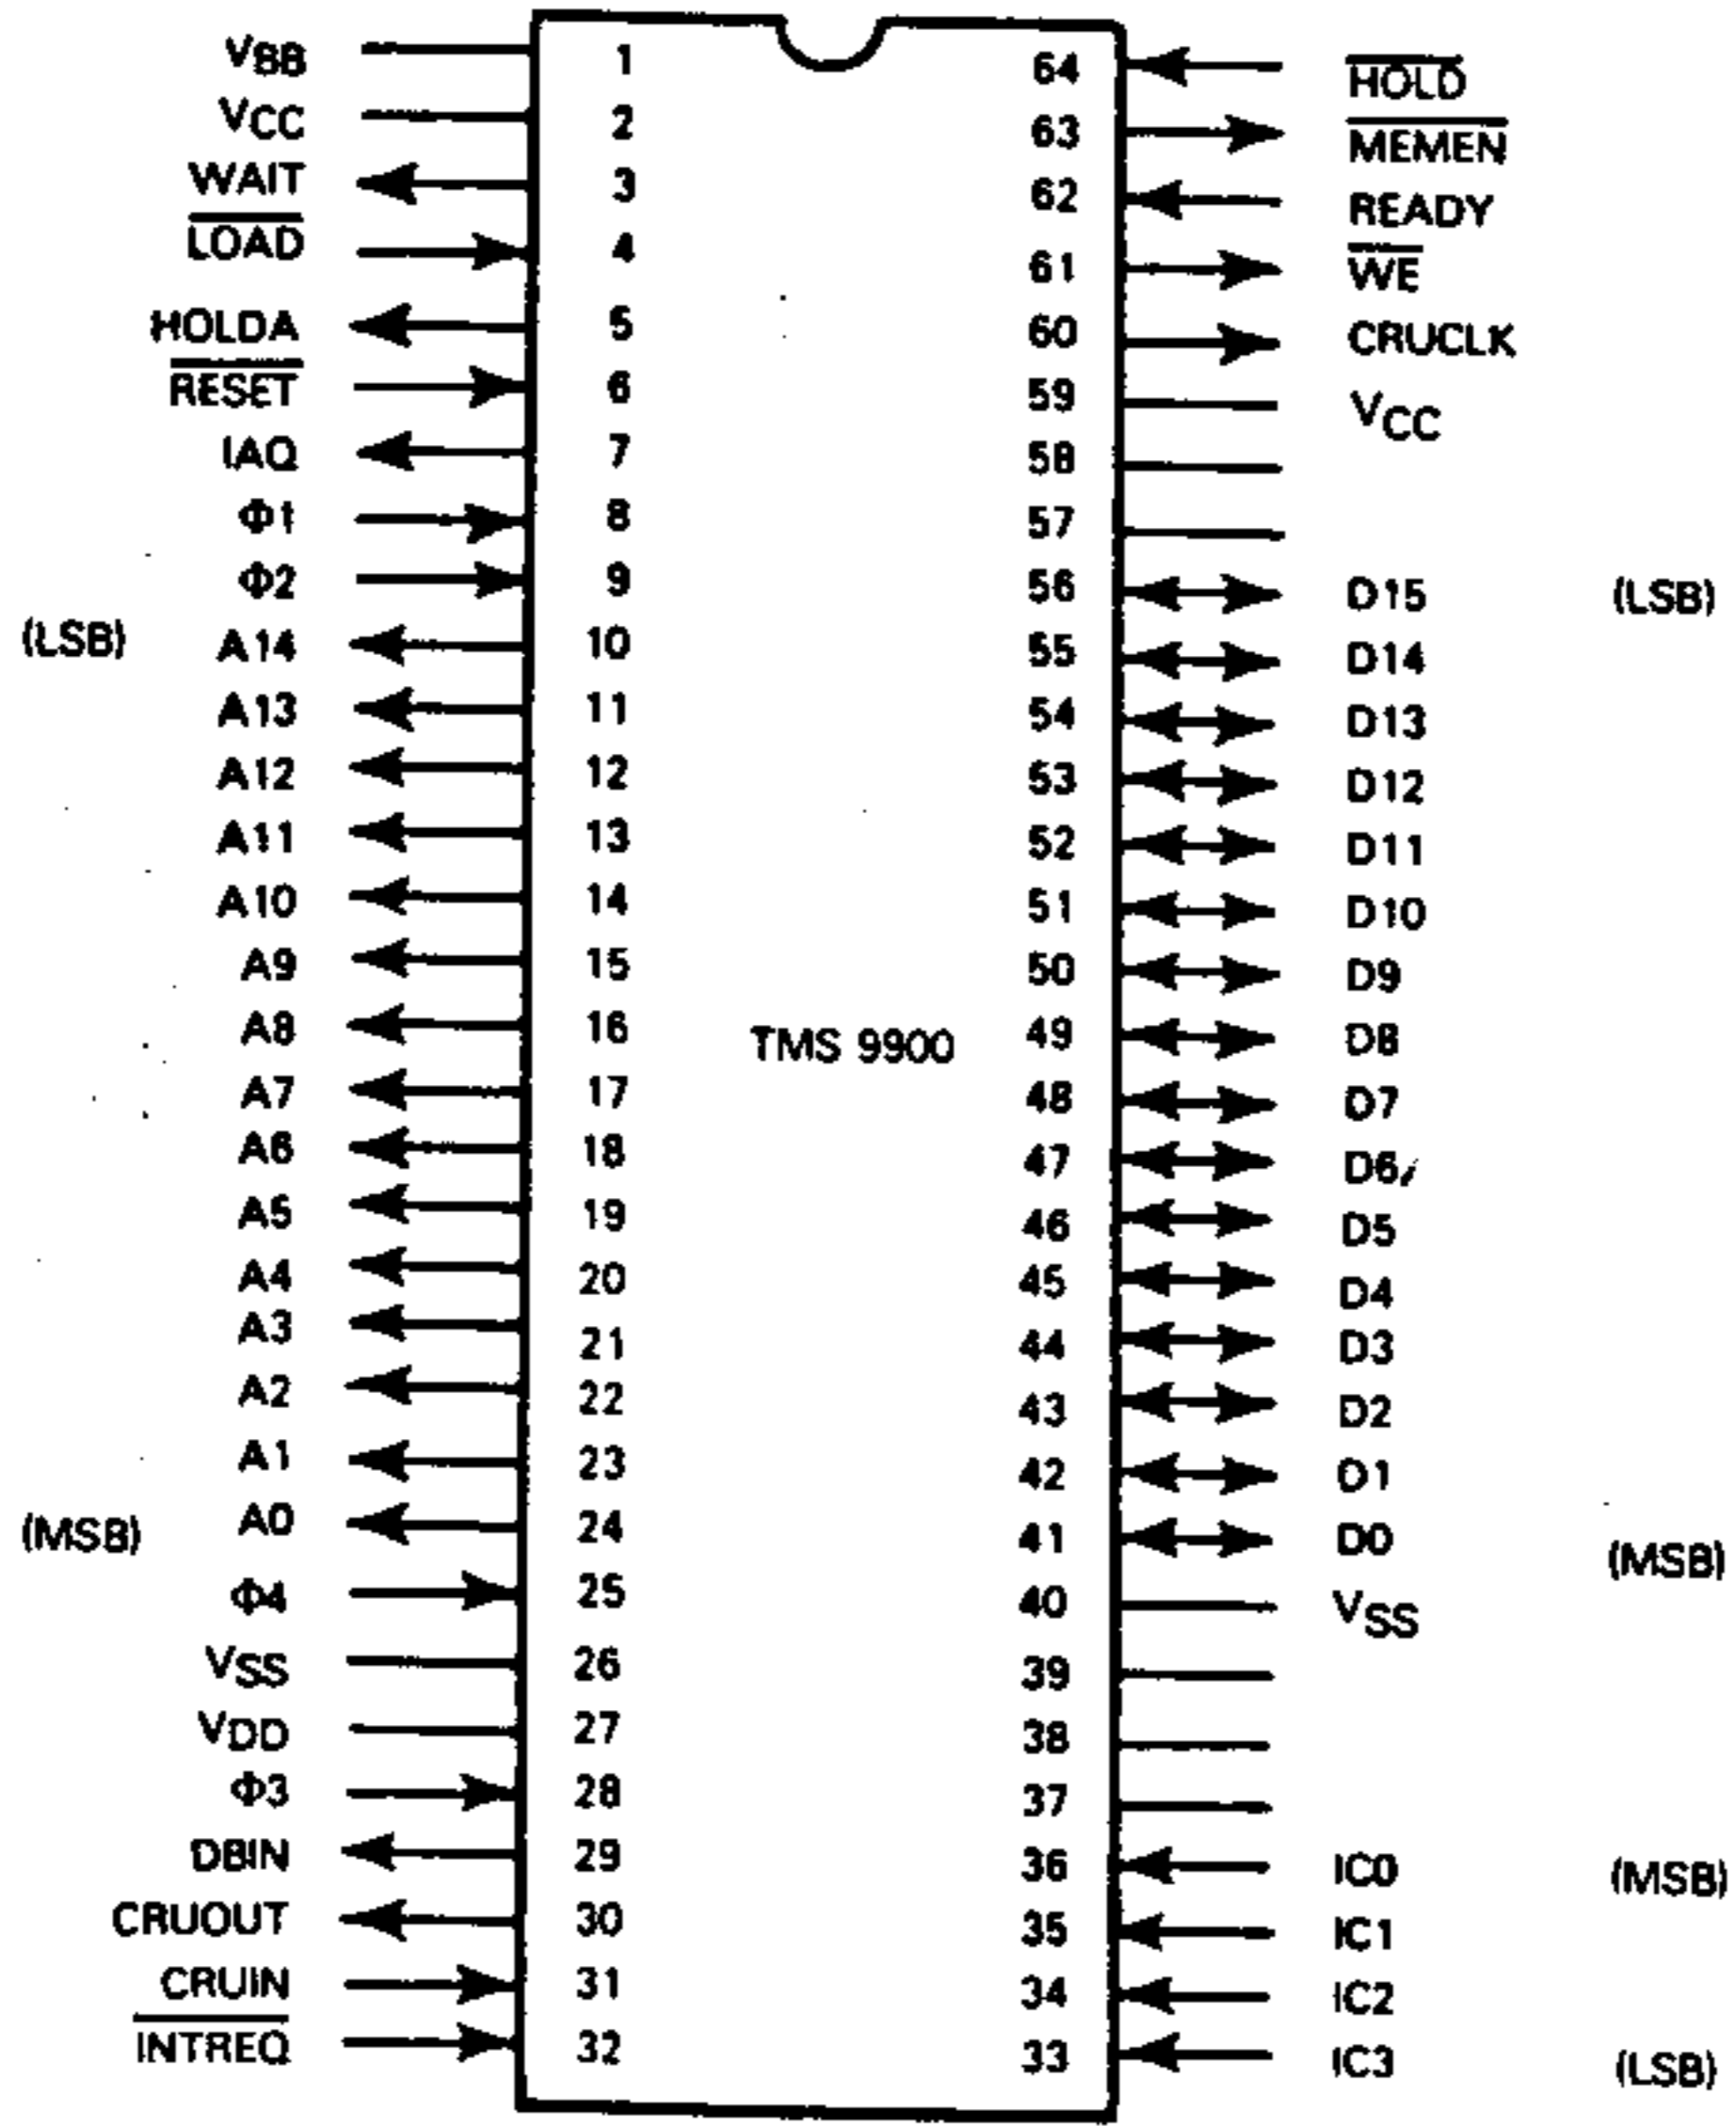 VBB 1 64 HOLD
VCC 2 63 MEMEN
WAIT 3 62 READY
LOAD 4 61 WE
HOLDA 5 60 CRUCLK
RESET 6 59 VCC
IAQ 7 58
Φ1 8 57
Φ2 9 56 D15 (LSB)
(LSB) A14 10 55 D14
A13 11 54 D13
A12 12 53 D12
A11 13 52 D11
A10 14 51 D10
A9 15 50 D9
A8 16 TMS 9900 49 D8
A7 17 48 D7
A6 18 47 D6
A5 19 46 D5
A4 20 45 D4
A3 21 44 D3
A2 22 43 D2
A1 23 42 D1
(MSB) A0 24 41 D0 (MSB)
Φ4 25 40 VSS
VSS 26 39
VDD 27 38
Φ3 28 37
DBIN 29 36 IC0 (MSB)
CRUOUT 30 35 IC1
CRUIN 31 34 IC2
INTREQ 32 33 IC3 (LSB)